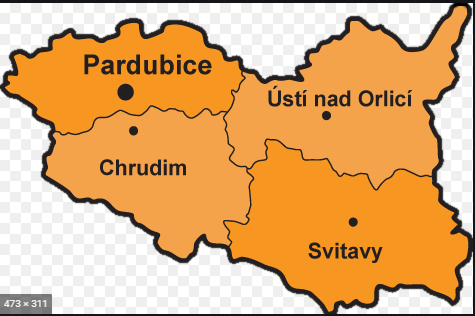 Pardubice
Ústí nad Orlicí
Chrudim
Svitavy
473 × 311